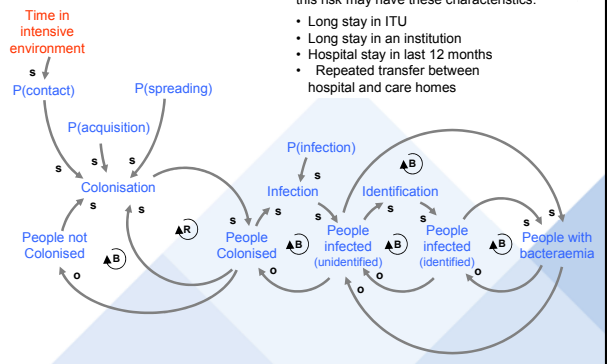 this risk may have these characteristics:
• Long stay in ITU
• Long stay in an institution
• Hospital stay in last 12 months
• Repeated transfer between
hospital and care homes
Time in
intensive
environment
s
P(contact)
P(spreading)
P(acquisition)
s
s
s
Colonisation
P(infection)
s
Infection
Identification
B
s
s
R
People not
Colonised
B
o
s
s
People
Colonised
B
o
s
s
People
infected
(unidentified)
B
o
s
s
People
infected
(identified)
B
o
s
s
People with
bacteraemia
o